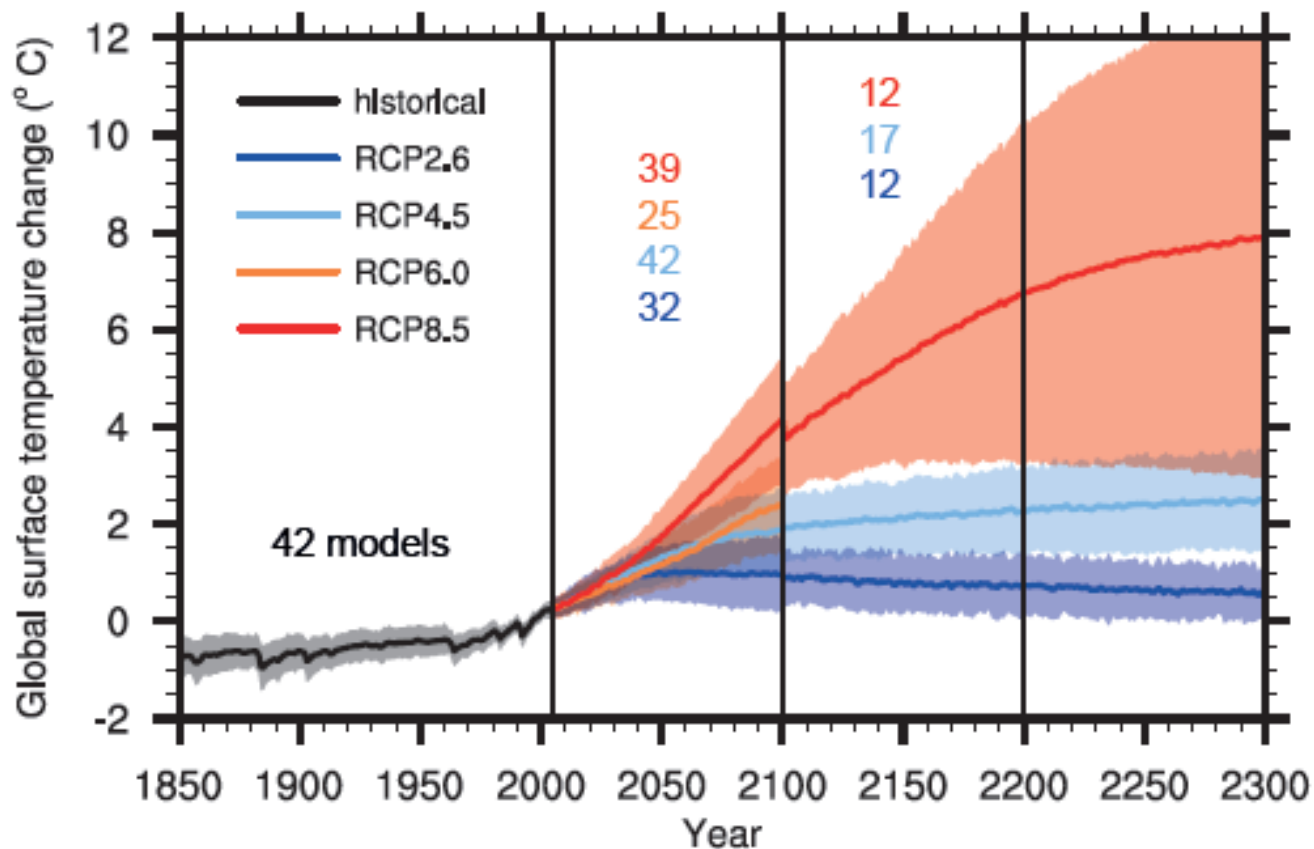 Global surface temperature change (° C)
12
10
8
6
4
2
0
-2
historical
RCP2.6
RCP4.5
RCP6.0
RCP8.5
42 models
39
25
42
32
12
17
12
1850 1900 1950 2000 2050 2100 2150 2200 2250 2300
Year